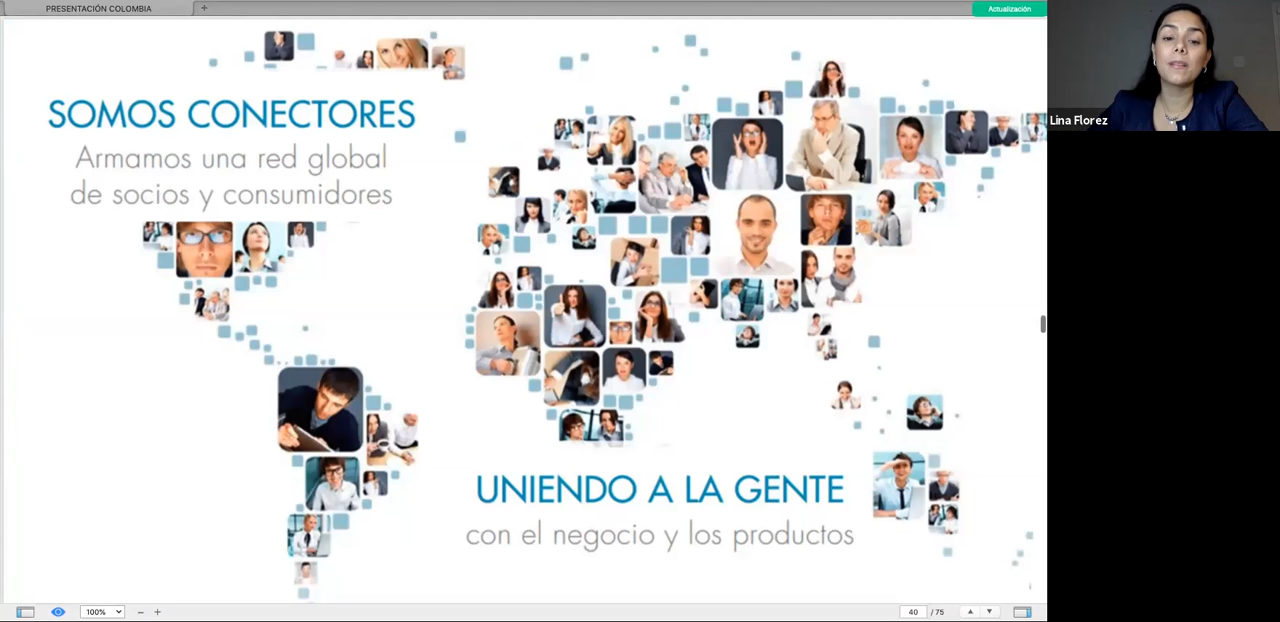 PRESENTACIÓN COLOMBIA
+
Actualización
SOMOS CONECTORES
Armamos una red global
de socios y consumidores
UNIENDO A LA GENTE
con el negocio y los productos
Lina Florez
100%
− +
40 / 75